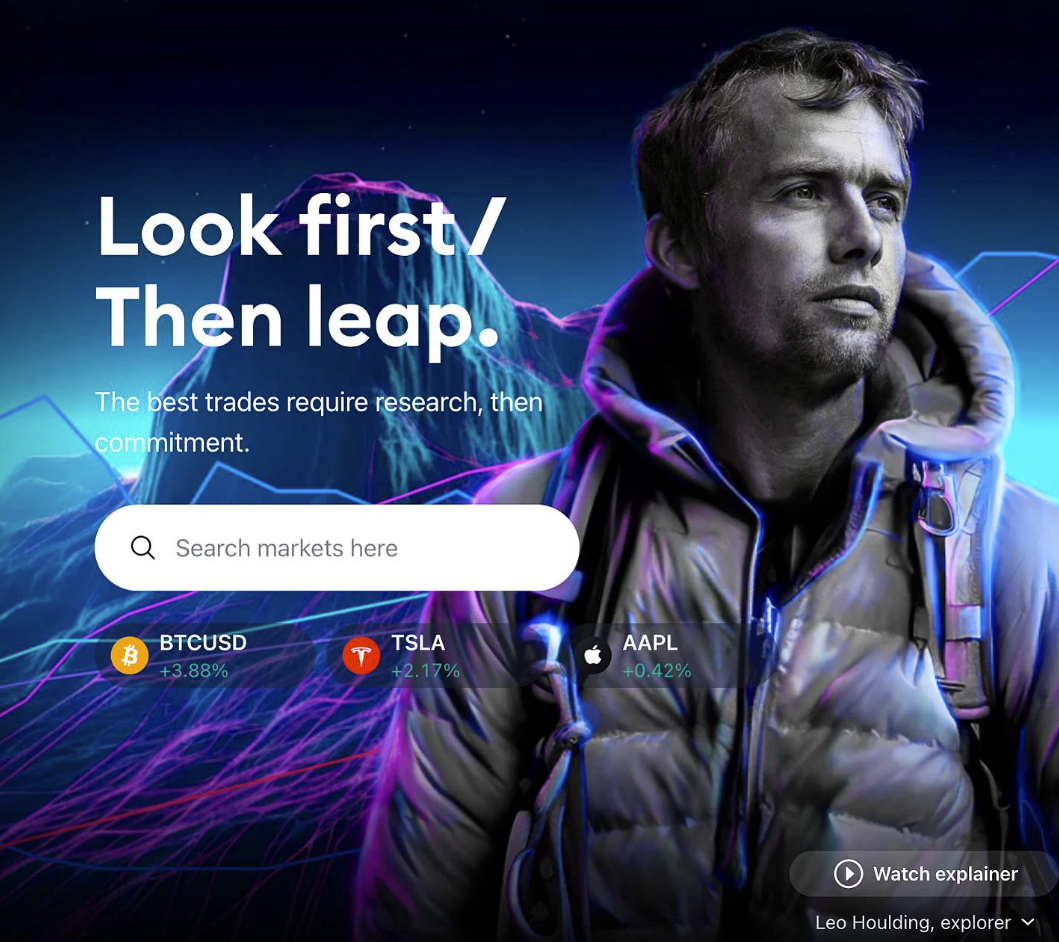 Look first/
Then leap.
The best trades require research, then
commitment.
Search markets here
BTCUSD
+3.88%
TSLA
+2.17%
AAPL
+0.42%
Watch explainer
Leo Houlding, explorer